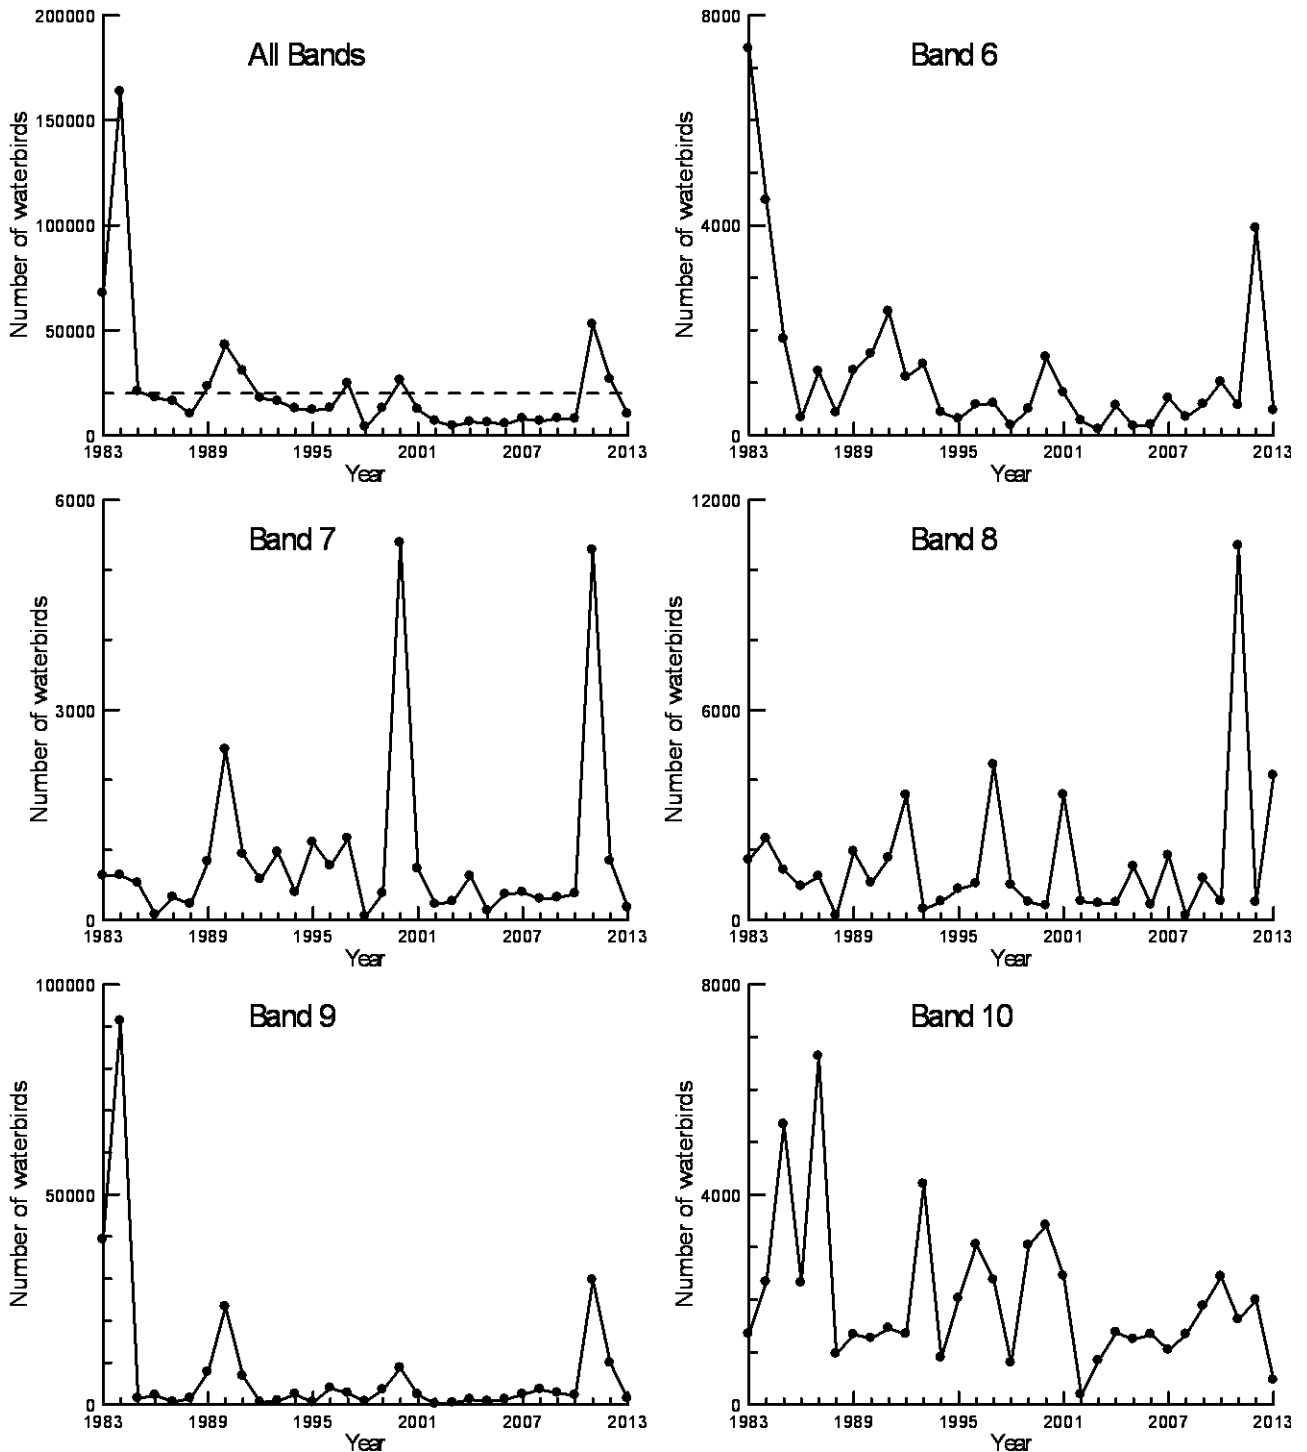 200000
All Bands
150000
100000
50000
0
Number of waterbirds
1983 1989 1995 2001 2007 2013
Year
8000
Band 6
4000
0
Number of waterbirds
1983 1989 1995 2001 2007 2013
Year
6000
Band 7
3000
0
Number of waterbirds
1983 1989 1995 2001 2007 2013
Year
12000
Band 8
6000
0
Number of waterbirds
1983 1989 1995 2001 2007 2013
Year
100000
Band 9
50000
0
Number of waterbirds
1983 1989 1995 2001 2007 2013
Year
8000
Band 10
4000
0
Number of waterbirds
1983 1989 1995 2001 2007 2013
Year